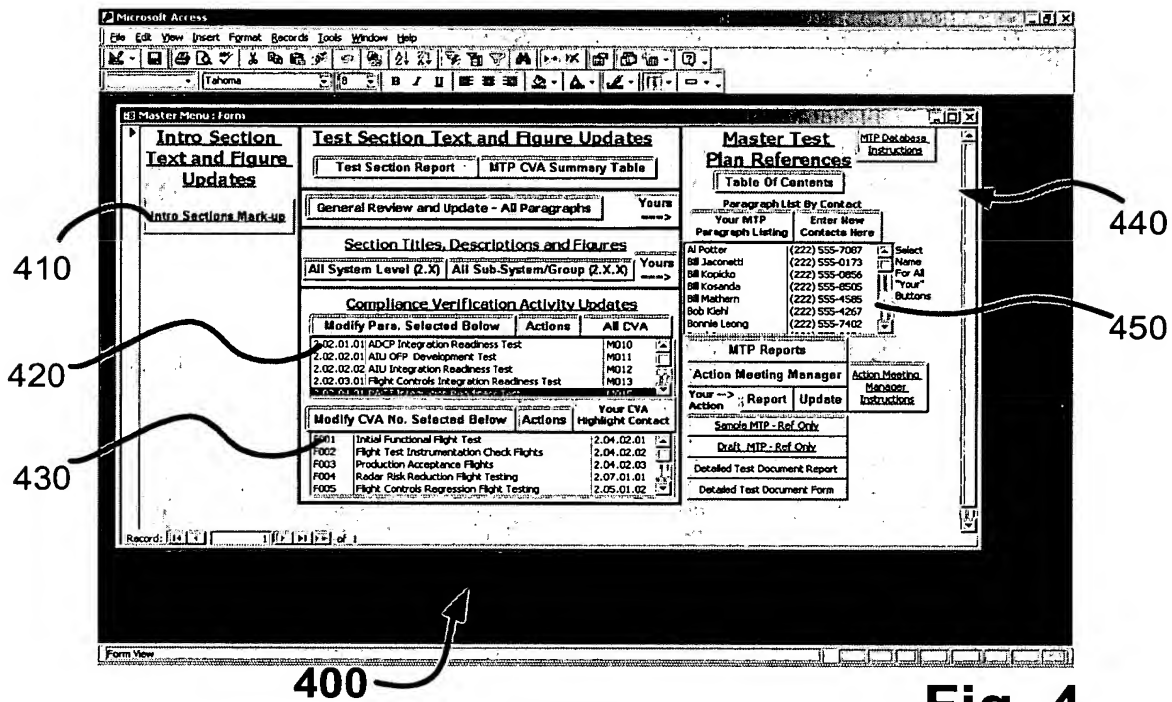 Microsoft Access
File Edit View Insert Format Records Tools Window Help
Tahoma 8 B I U
Master Menu : Form
Intro Section
Text and Figure
Updates
Intro Sections Mark-up
Test Section Text and Figure Updates
Test Section Report MTP CVA Summary Table
General Review and Update - All Paragraphs Yours
--->
Section Titles, Descriptions and Figures
All System Level (2.X) All Sub-System/Group (2.X.X) Yours
--->
Compliance Verification Activity Updates
Modify Para. Selected Below Actions All CVA
2.02.01.01 ADCP Integration Readiness Test M010
2.02.02.01 AIU OFP Development Test M011
2.02.02.02 AIU Integration Readiness Test M012
2.02.03.01 Flight Controls Integration Readiness Test M013
Modify CVA No. Selected Below Actions Your CVA
Highlight Contact
F001 Initial Functional Flight Test 2.04.02.01
F002 Flight Test Instrumentation Check Flights 2.04.02.02
F003 Production Acceptance Flights 2.04.02.03
F004 Radar Risk Reduction Flight Testing 2.07.01.01
F005 Flight Controls Regression Flight Testing 2.05.01.02
Master Test
Plan References
MTP Database
Instructions
Table Of Contents
Paragraph List By Contact
Your MTP
Paragraph Listing
Enter New
Contacts Here
Al Potter (222) 555-7087
Bill Jaconetti (222) 555-0173
Bill Kopicko (222) 555-0856
Bill Kosanda (222) 555-8505
Bill Mathern (222) 555-4585
Bob Kiehl (222) 555-4267
Bonnie Leong (222) 555-7402
Select
Name
For All
"Your"
Buttons
MTP Reports
Action Meeting Manager
Action Meeting
Manager
Instructions
Your -->
Action Report Update
Sample MTP - Ref Only
Draft MTP - Ref Only
Detailed Test Document Report
Detailed Test Document Form
Record: 1 of 1
Form View
410
420
430
440
450
400
Fig. 4